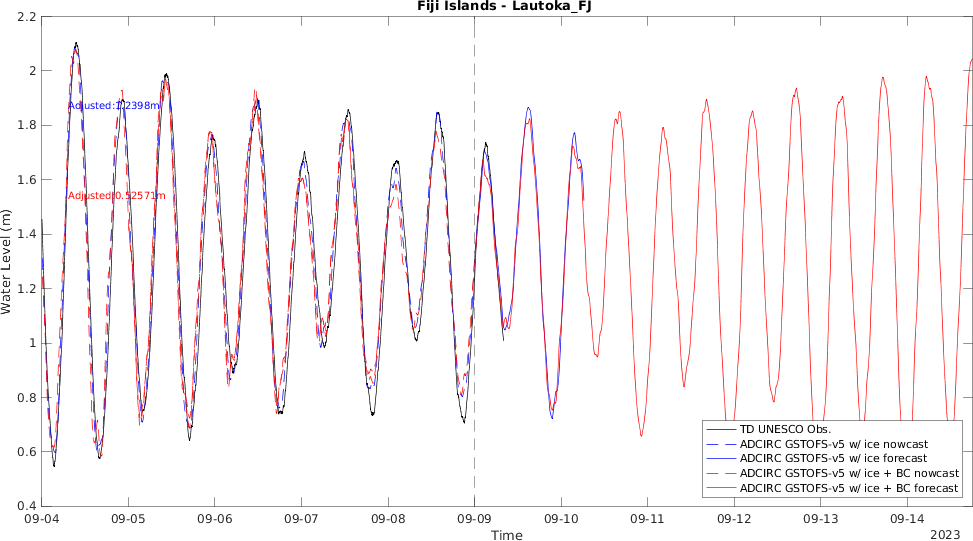 Fiji Islands - Lautoka_FJ
2.2
2
1.8
1.6
1.4
1.2
1
0.8
0.6
0.4
Water Level (m)
Adjusted:1.2398m
Adjusted:0.52571m
TD UNESCO Obs.
ADCIRC GSTOFS-v5 w/ ice nowcast
ADCIRC GSTOFS-v5 w/ ice forecast
ADCIRC GSTOFS-v5 w/ ice + BC nowcast
ADCIRC GSTOFS-v5 w/ ice + BC forecast
09-04 09-05 09-06 09-07 09-08 09-09 09-10 09-11 09-12 09-13 09-14
Time
2023